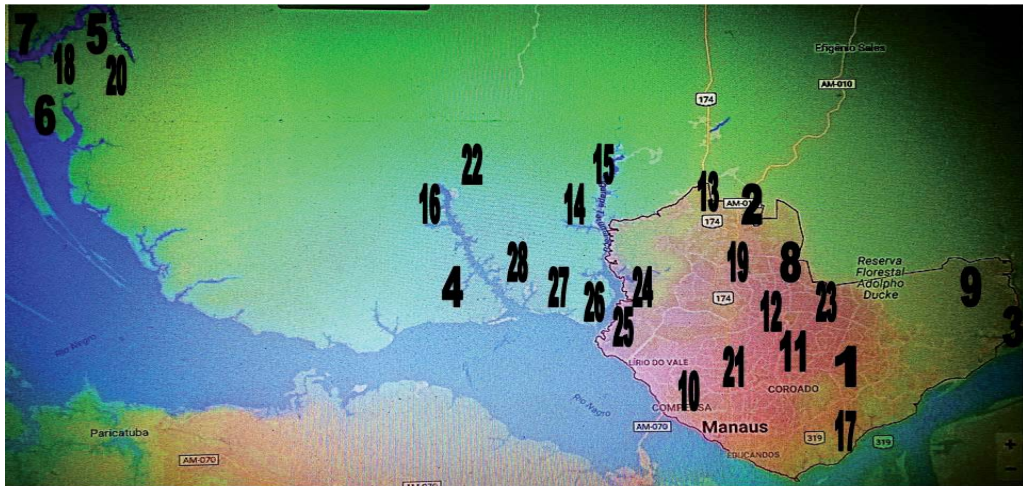 7
5
18
20
6
Efigênio Sales
AM-010
174
22
15
16
14
13
AM-01
2
174
4
28
27
26
24
25
19
8
174
12
23
Reserva
Florestal
Adolpho
Ducke
9
3
Rio Negro
LÍRIO DO VALE
21
11
1
10
COROADO
COMPENSA
Rio Negro
Manaus
17
AM-070
319
319
EDUCANDOS
Paricatuba
AM-070
AM-070
+
−